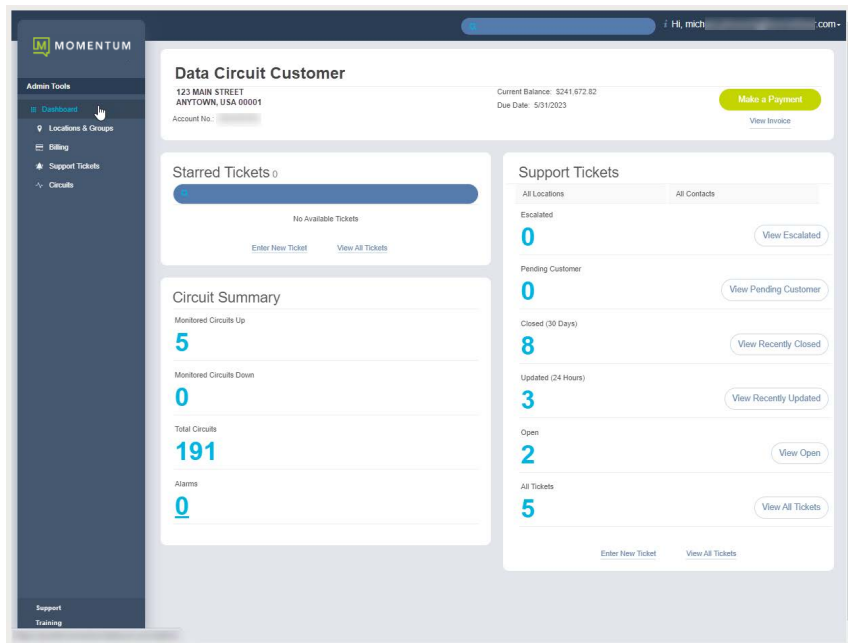 MOMENTUM
Hi, mich .com
Admin Tools
Dashboard
Locations & Groups
Billing
Support Tickets
Circuits
Support
Training
Data Circuit Customer
123 MAIN STREET
ANYTOWN, USA 00001
Account No.:
Current Balance: $241,672.82
Due Date: 5/31/2023
Make a Payment
View Invoice
Starred Tickets 0
No Available Tickets
Enter New Ticket View All Tickets
Circuit Summary
Monitored Circuits Up
5
Monitored Circuits Down
0
Total Circuits
191
Alarms
0
Support Tickets
All Locations All Contacts
Escalated
0 View Escalated
Pending Customer
0 View Pending Customer
Closed (30 Days)
8 View Recently Closed
Updated (24 Hours)
3 View Recently Updated
Open
2 View Open
All Tickets
5 View All Tickets
Enter New Ticket View All Tickets